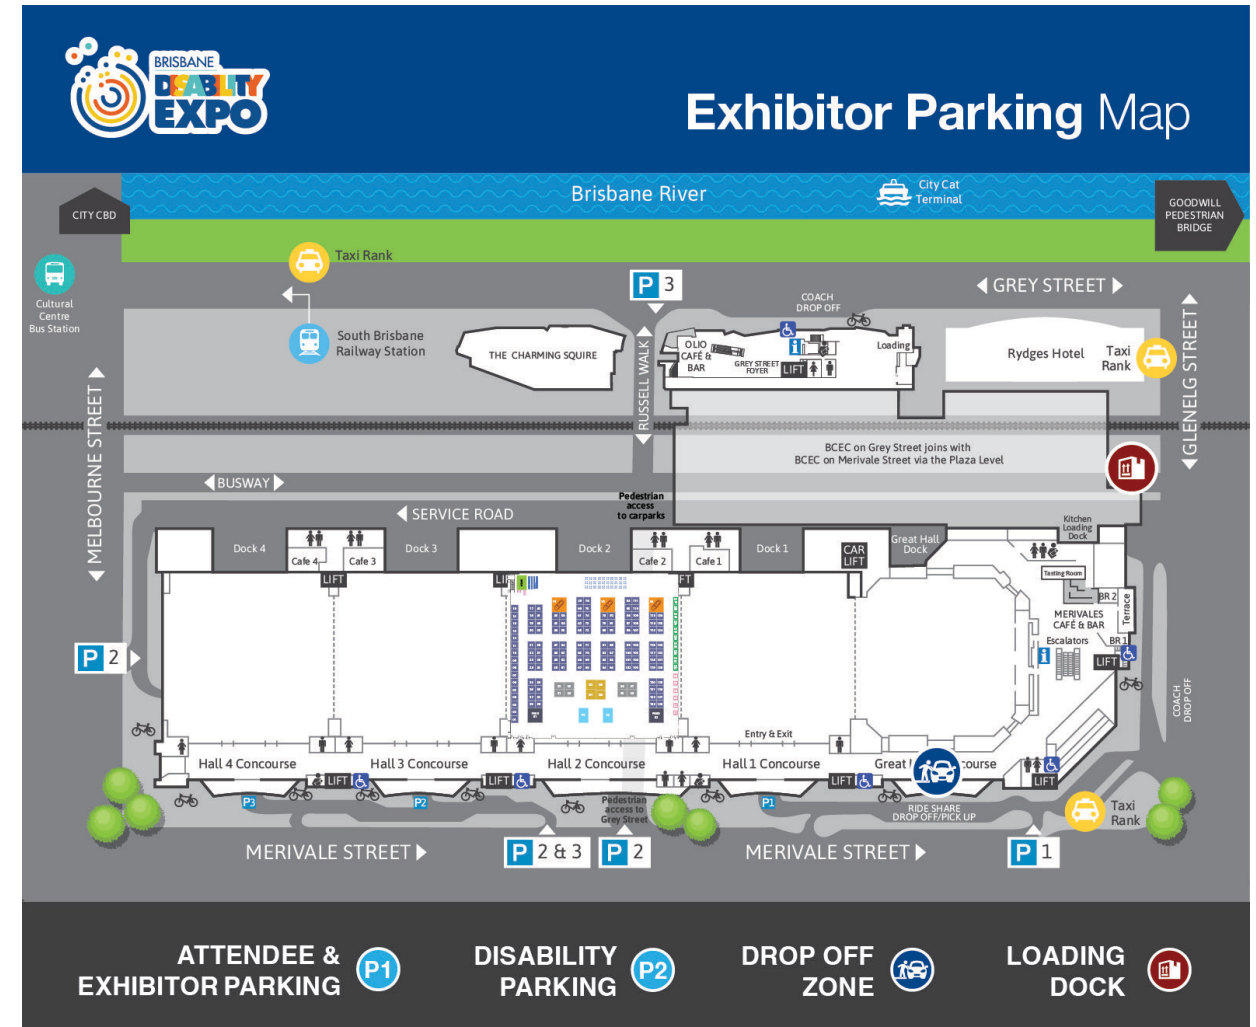 BRISBANE
DISABILITY
EXPO
Exhibitor Parking Map
Brisbane River
City Cat
Terminal
CITY CBD
GOODWILL
PEDESTRIAN
BRIDGE
Taxi Rank
Cultural
Centre
Bus Station
P 3
GREY STREET
COACH
DROP OFF
South Brisbane
Railway Station
THE CHARMING SQUIRE
RUSSELL WALK
OLIO
CAFÉ &
BAR
GREY STREET
FOYER
LIFT
Loading
Rydges Hotel
Taxi
Rank
GLENELG STREET
MELBOURNE STREET
BCEC on Grey Street joins with
BCEC on Merivale Street via the Plaza Level
BUSWAY
SERVICE ROAD
Pedestrian
access
to carparks
Kitchen
Loading
Dock
Dock 4
Cafe 4
Cafe 3
Dock 3
Dock 2
Cafe 2
Cafe 1
Dock 1
CAR
LIFT
Great Hall
Dock
LIFT
Tasting Room
BR 2
Terrace
MERIVALES
CAFÉ & BAR
Escalators
BR 1
LIFT
P 2
COACH
DROP OFF
Entry & Exit
Hall 4 Concourse
Hall 3 Concourse
Hall 2 Concourse
Hall 1 Concourse
LIFT
LIFT
LIFT
LIFT
P3
P2
Pedestrian
access to
Grey Street
P1
RIDE SHARE
DROP OFF/PICK UP
Taxi
Rank
MERIVALE STREET
P 2 & 3
P 2
MERIVALE STREET
P 1
ATTENDEE &
EXHIBITOR PARKING
P1
DISABILITY
PARKING
P2
DROP OFF
ZONE
LOADING
DOCK